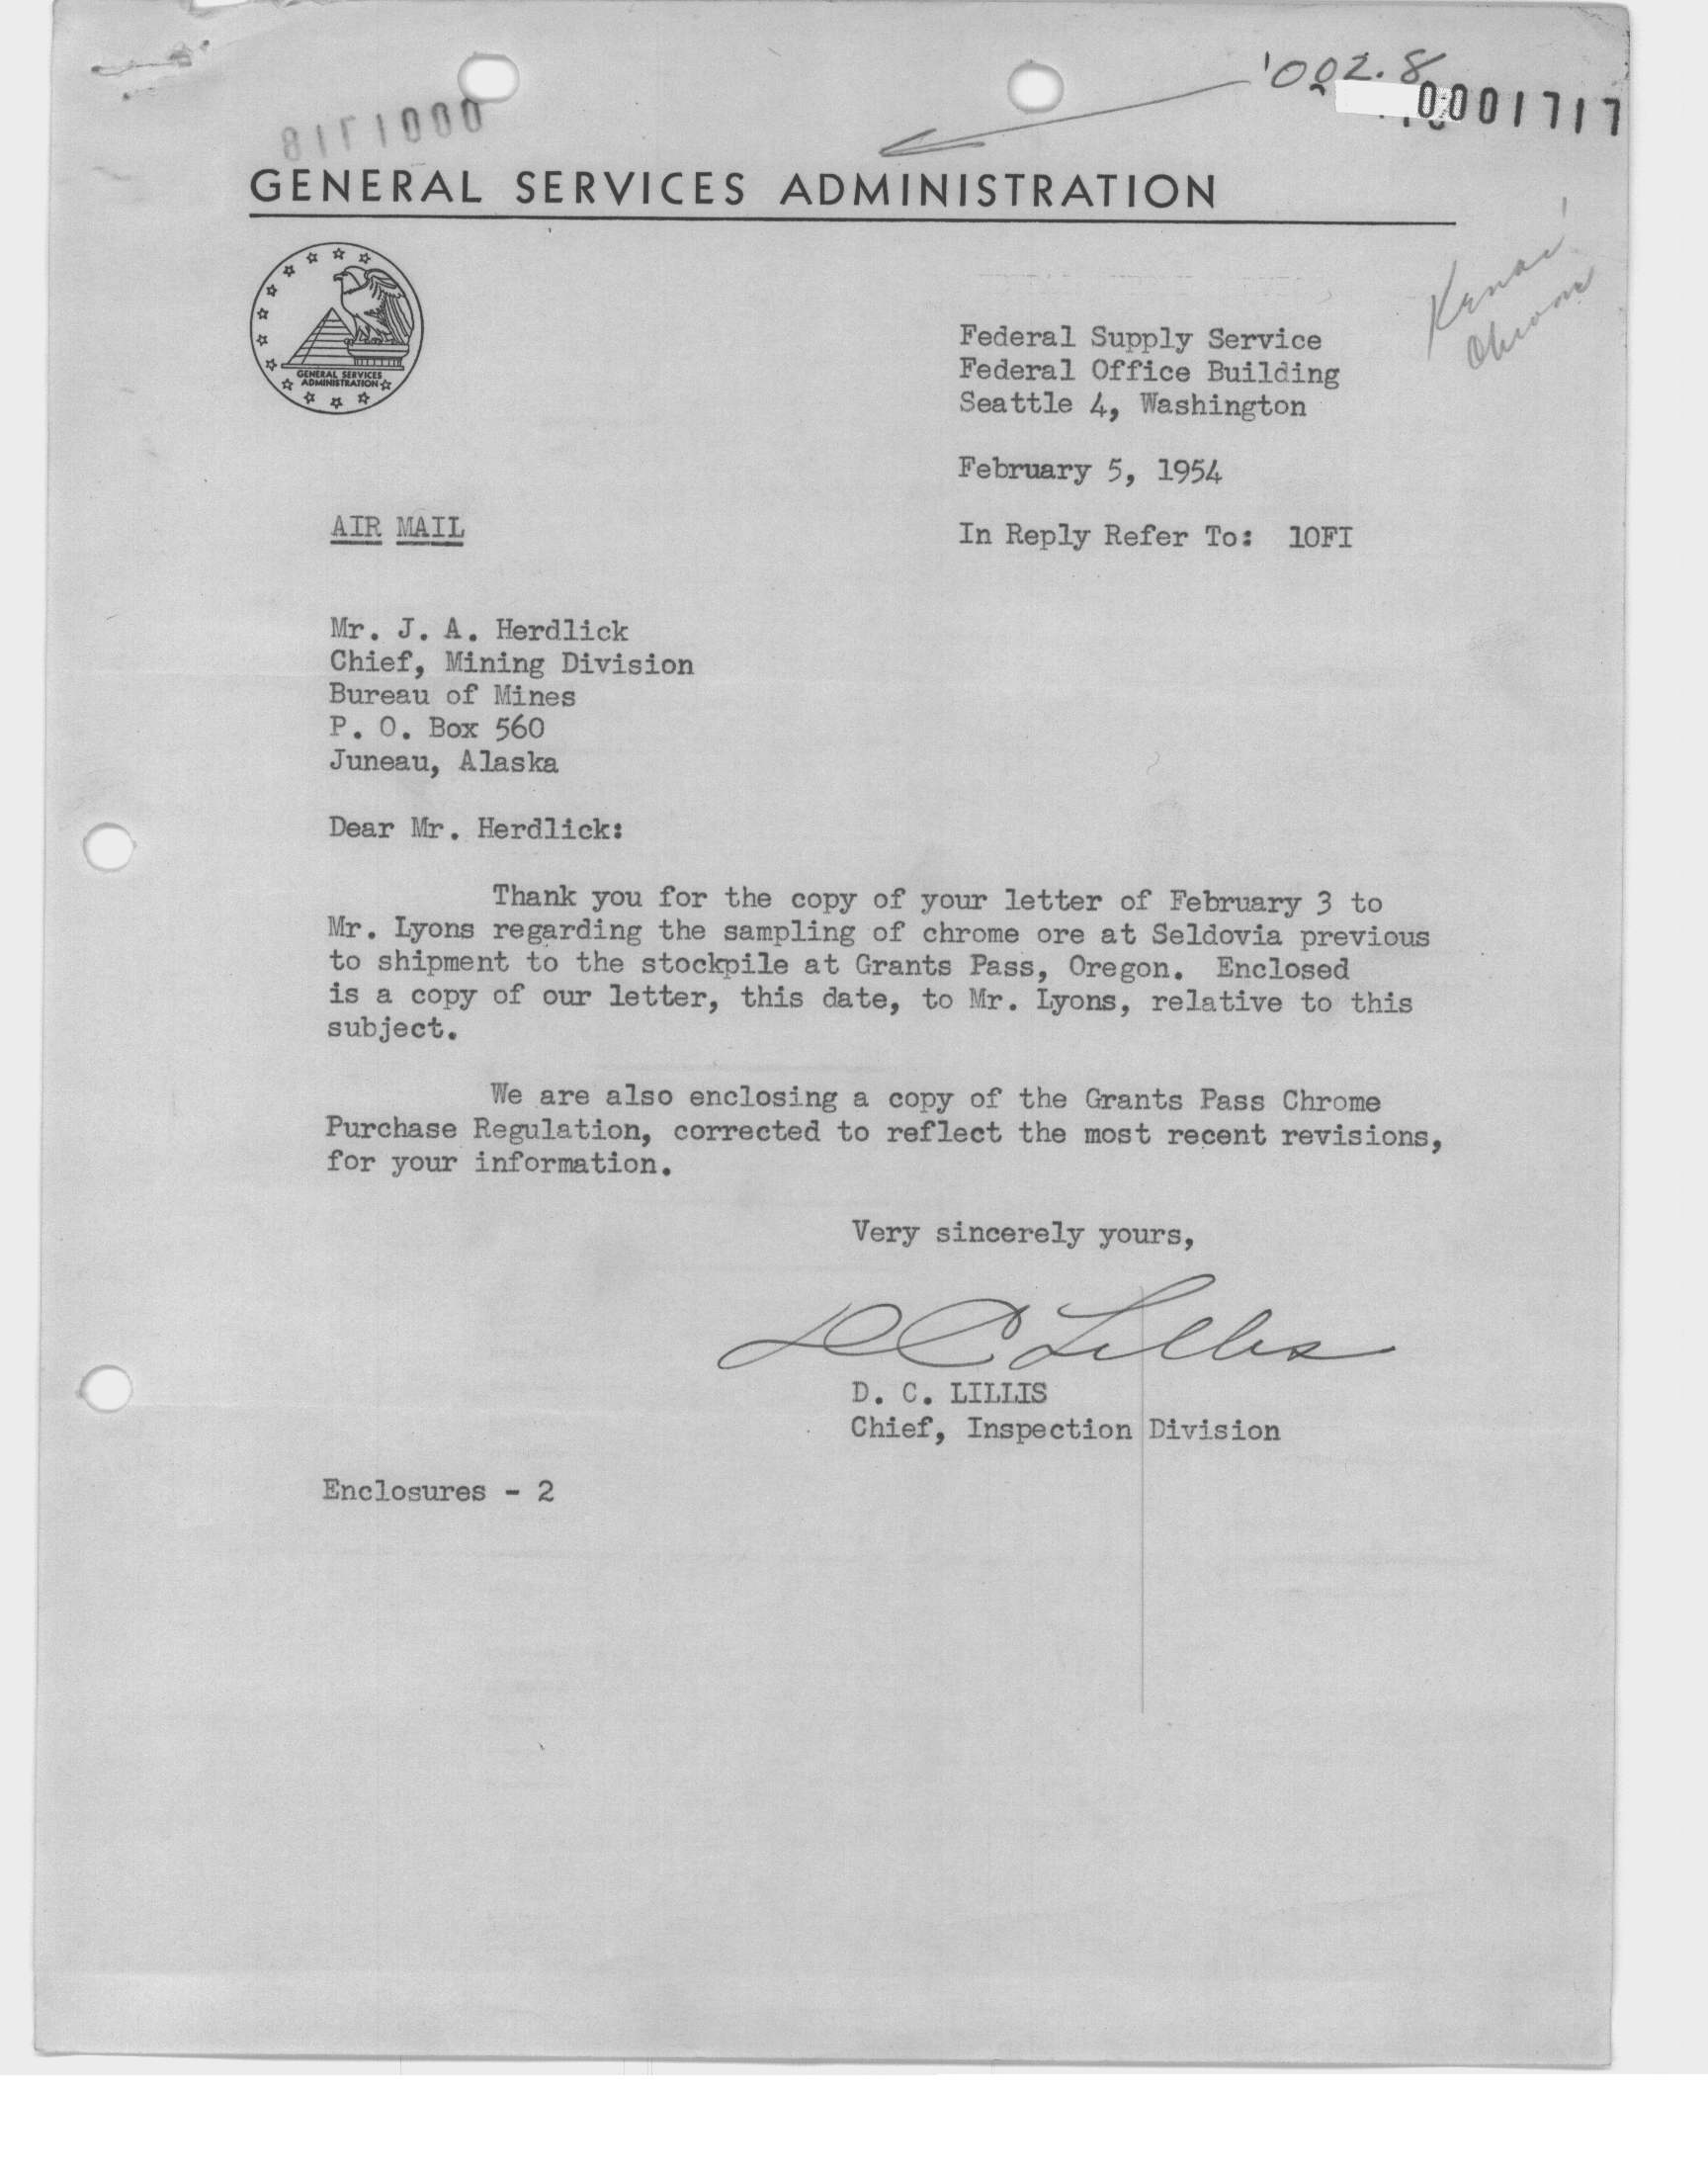 '002.8
0001717
8171000
GENERAL SERVICES ADMINISTRATION
GENERAL SERVICES
ADMINISTRATION
Kenai
Chrome
Federal Supply Service
Federal Office Building
Seattle 4, Washington
February 5, 1954
AIR MAIL
In Reply Refer To: 10FI
Mr. J. A. Herdlick
Chief, Mining Division
Bureau of Mines
P. O. Box 560
Juneau, Alaska
Dear Mr. Herdlick:
Thank you for the copy of your letter of February 3 to
Mr. Lyons regarding the sampling of chrome ore at Seldovia previous
to shipment to the stockpile at Grants Pass, Oregon. Enclosed
is a copy of our letter, this date, to Mr. Lyons, relative to this
subject.
We are also enclosing a copy of the Grants Pass Chrome
Purchase Regulation, corrected to reflect the most recent revisions,
for your information.
Very sincerely yours,
D C Lillis
D. C. LILLIS
Chief, Inspection Division
Enclosures - 2